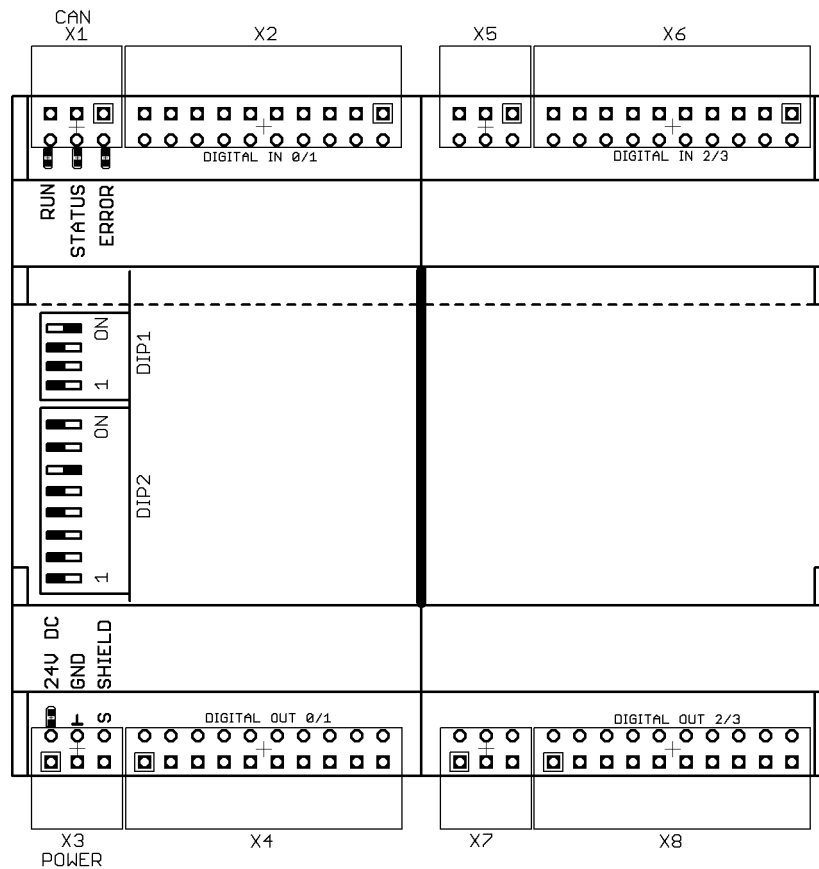 CAN
X1 X2 X5 X6
DIGITAL IN 0/1 DIGITAL IN 2/3
RUN
STATUS
ERROR
ON
DIP1
1
ON
DIP2
1
24V DC
GND
SHIELD
S
DIGITAL OUT 0/1 DIGITAL OUT 2/3
X3 X4 X7 X8
POWER